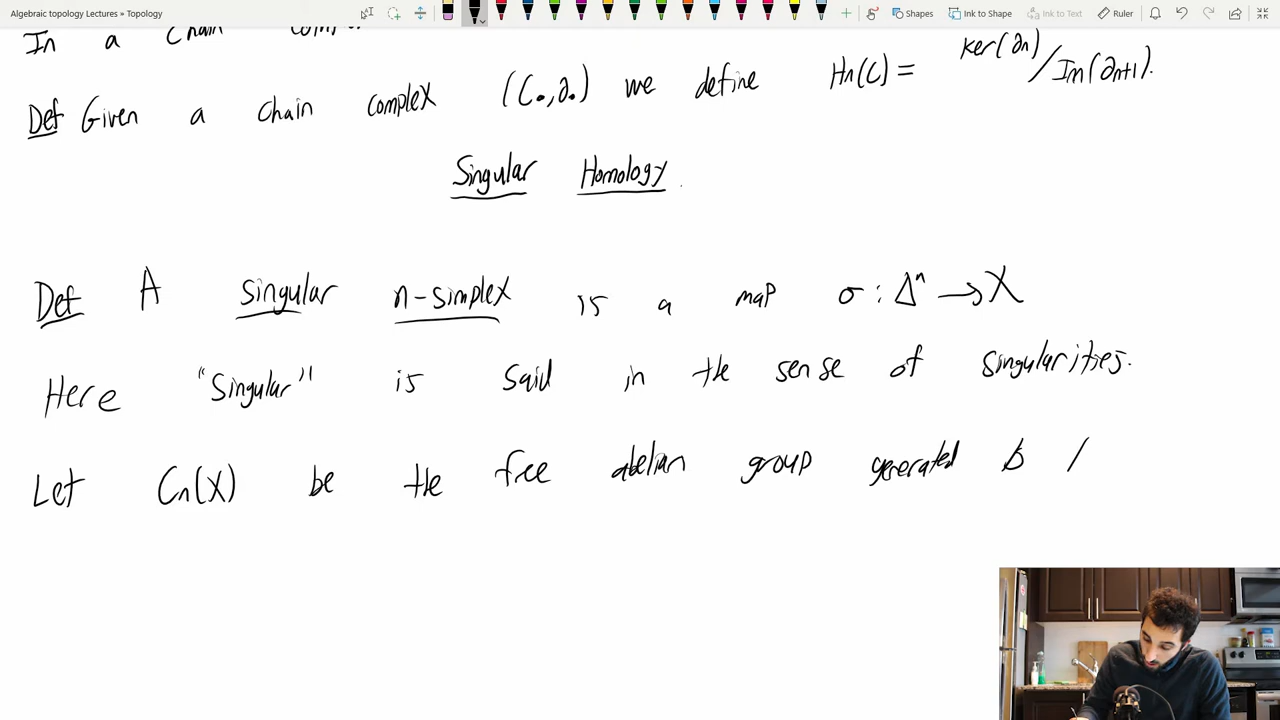 Algebraic topology Lectures » Topology
Shapes Ink to Shape Ink to Text Ruler
In a Chain
Def Given a chain complex (C•,∂•) we define Hn(C) = ker(∂n)/Im(∂n+1).
Singular Homology
Def A singular n-simplex is a map σ : Δⁿ → X
Here "Singular" is said in the sense of singularities.
Let Cn(X) be the free abelian group generated b